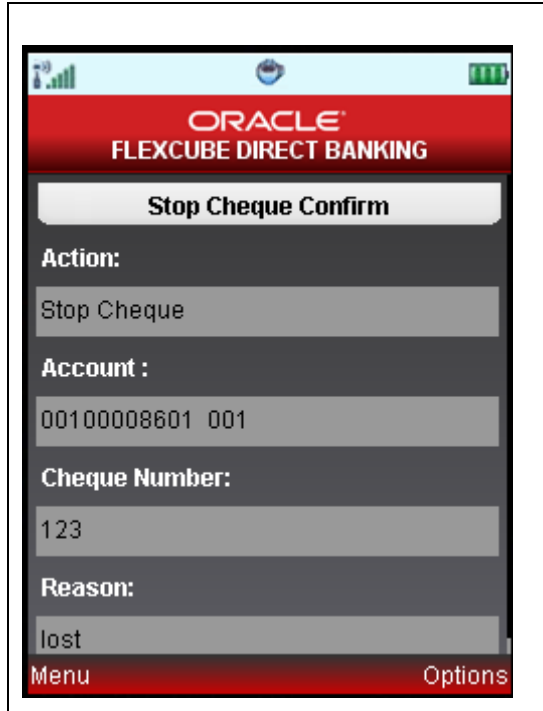 ORACLE
FLEXCUBE DIRECT BANKING
Stop Cheque Confirm
Action:
Stop Cheque
Account :
00100008601 001
Cheque Number:
123
Reason:
lost
Menu Options